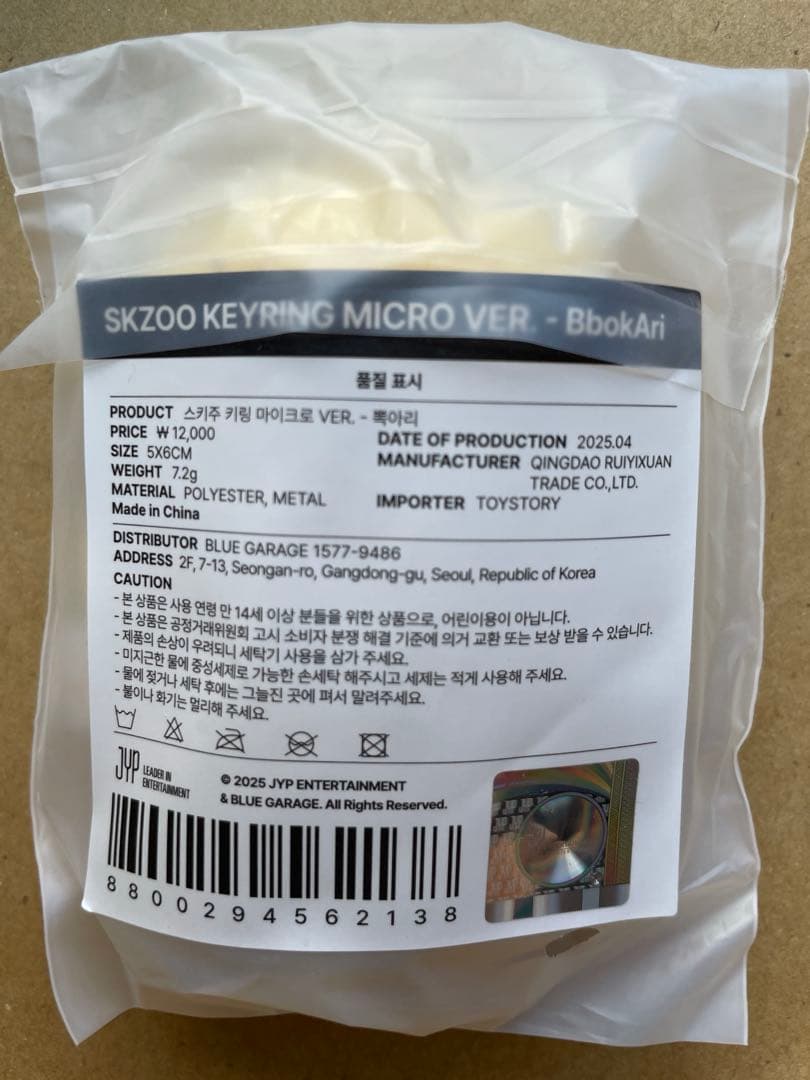 SKZOO KEYRING MICRO VER. - BbokAri
품질 표시
PRODUCT 스키주 키링 마이크로 VER. - 뽁아리
PRICE ₩12,000
SIZE 5X6CM
WEIGHT 7.2g
MATERIAL POLYESTER, METAL
Made in China
DATE OF PRODUCTION 2025.04
MANUFACTURER QINGDAO RUIYIXUAN
TRADE CO.,LTD.
IMPORTER TOYSTORY
DISTRIBUTOR BLUE GARAGE 1577-9486
ADDRESS 2F, 7-13, Seongan-ro, Gangdong-gu, Seoul, Republic of Korea
CAUTION
- 본 상품은 사용 연령 만 14세 이상 분들을 위한 상품으로, 어린이용이 아닙니다.
- 본 상품은 공정거래위원회 고시 소비자 분쟁 해결 기준에 의거 교환 또는 보상 받을 수 있습니다.
- 제품의 손상이 우려되니 세탁기 사용을 삼가 주세요.
- 미지근한 물에 중성세제로 가능한 손세탁 해주시고 세제는 적게 사용해 주세요.
- 물에 젖거나 세탁 후에는 그늘진 곳에 펴서 말려주세요.
- 불이나 화기는 멀리해 주세요.
JYP LEADER IN
ENTERTAINMENT
© 2025 JYP ENTERTAINMENT
& BLUE GARAGE. All Rights Reserved.
8800294562138